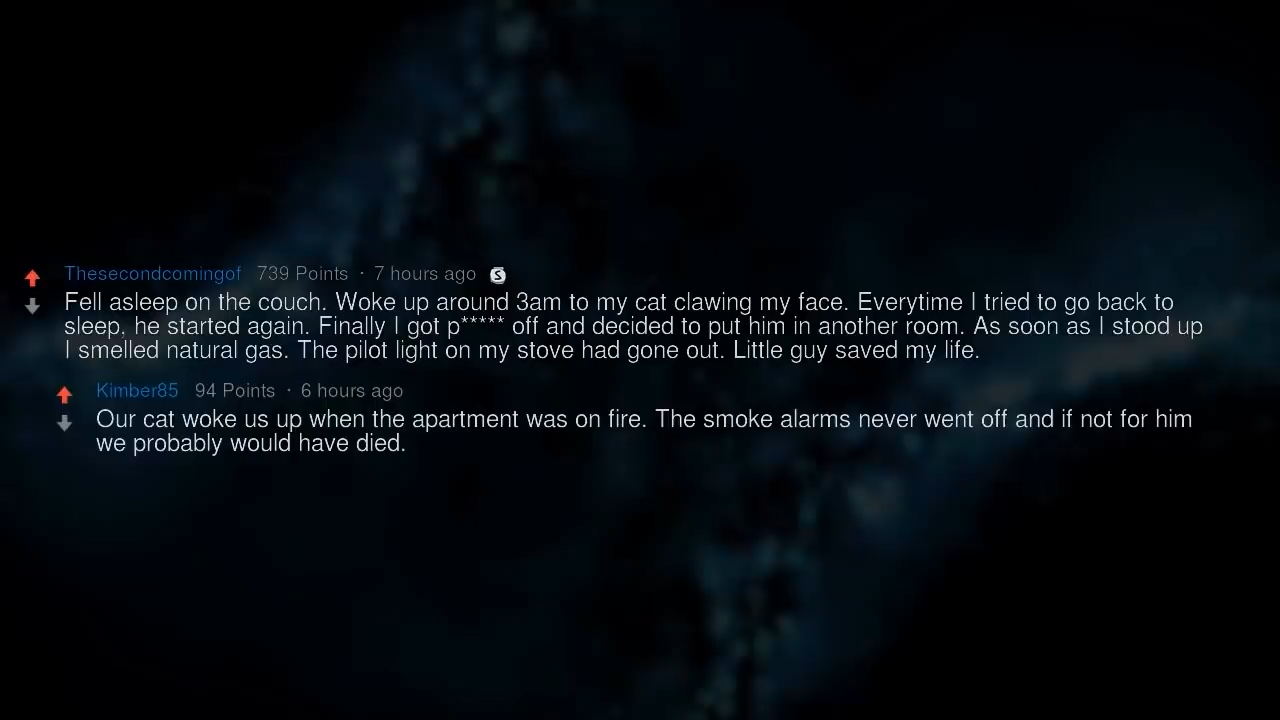 Thesecondcomingof 739 Points · 7 hours ago S
Fell asleep on the couch. Woke up around 3am to my cat clawing my face. Everytime I tried to go back to
sleep, he started again. Finally I got p***** off and decided to put him in another room. As soon as I stood up
I smelled natural gas. The pilot light on my stove had gone out. Little guy saved my life.
Kimber85 94 Points · 6 hours ago
Our cat woke us up when the apartment was on fire. The smoke alarms never went off and if not for him
we probably would have died.